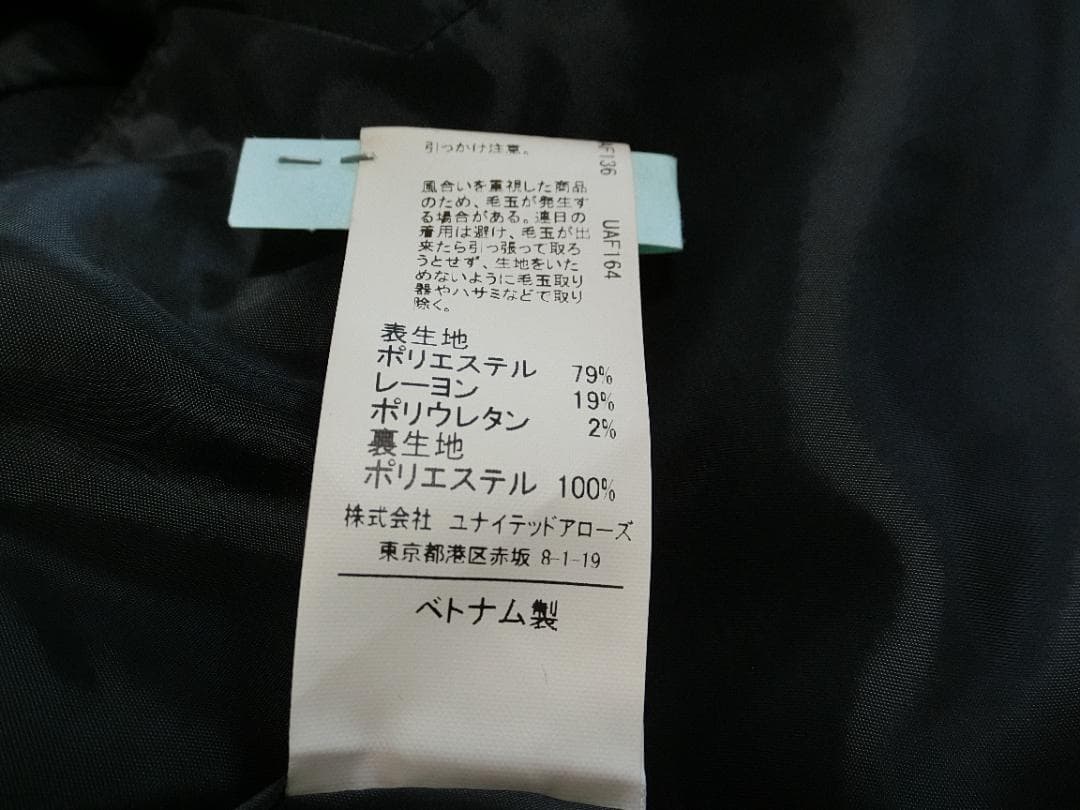 引っかけ注意。
風合いを重視した商品
のため、毛玉が発生す
る場合がある。連日の
着用は避け、毛玉が出
来たら引っ張って取ろ
うとせず、生地をいた
めないように毛玉取り
器やハサミなどで取り
除く。
表生地
ポリエステル 79%
レーヨン 19%
ポリウレタン 2%
裏生地
ポリエステル 100%
株式会社 ユナイテッドアローズ
東京都港区赤坂 8-1-19
ベトナム製
UAF164